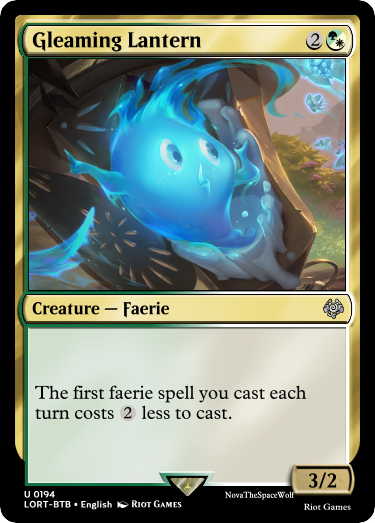 Gleaming Lantern 2
Creature — Faerie
The first faerie spell you cast each
turn costs 2 less to cast.
3/2
U 0194
LORT-BTB • English Riot Games
NovaTheSpaceWolf
Riot Games